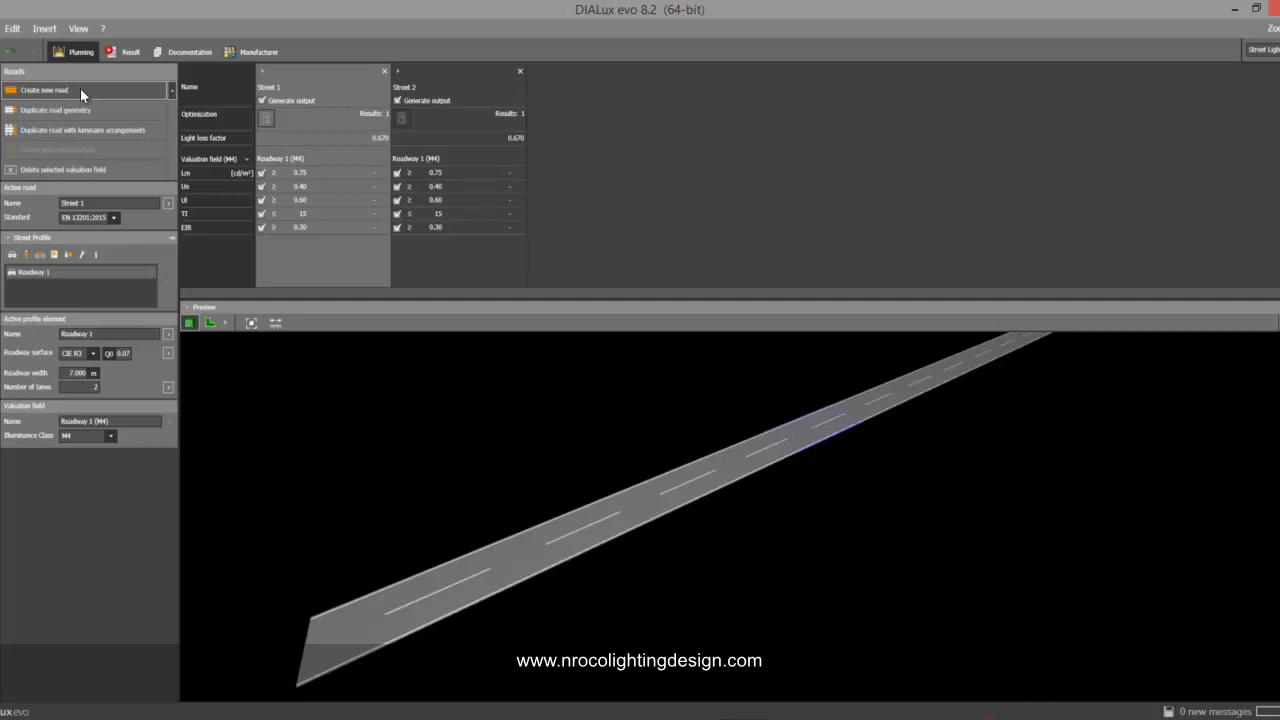 DIALux evo 8.2 (64-bit)
Edit Insert View ?
Planning Result Documentation Manufacturer
Roads
Create new road
Duplicate road geometry
Duplicate road with luminaire arrangements
Delete selected valuation field
Active road
Name Street 1
Standard EN 13201:2015
Street Profile
Roadway 1
Active profile element
Name Roadway 1
Roadway surface CIE R3 Q0 0.07
Roadway width 7.000 m
Number of lanes 2
Valuation field
Name Roadway 1 (M4)
Illuminance Class M4
Name Street 1 Street 2
Generate output Generate output
Optimization Results: 1 Results: 1
Light loss factor 0.670 0.670
Valuation field (M4) Roadway 1 (M4) Roadway 1 (M4)
Lm [cd/m²] ≥ 0.75 - ≥ 0.75 -
Uo ≥ 0.40 - ≥ 0.40 -
UI ≥ 0.60 - ≥ 0.60 -
TI ≤ 15 - ≤ 15 -
EIR ≥ 0.30 - ≥ 0.30 -
Preview
www.nrocolightingdesign.com
ux evo
0 new messages